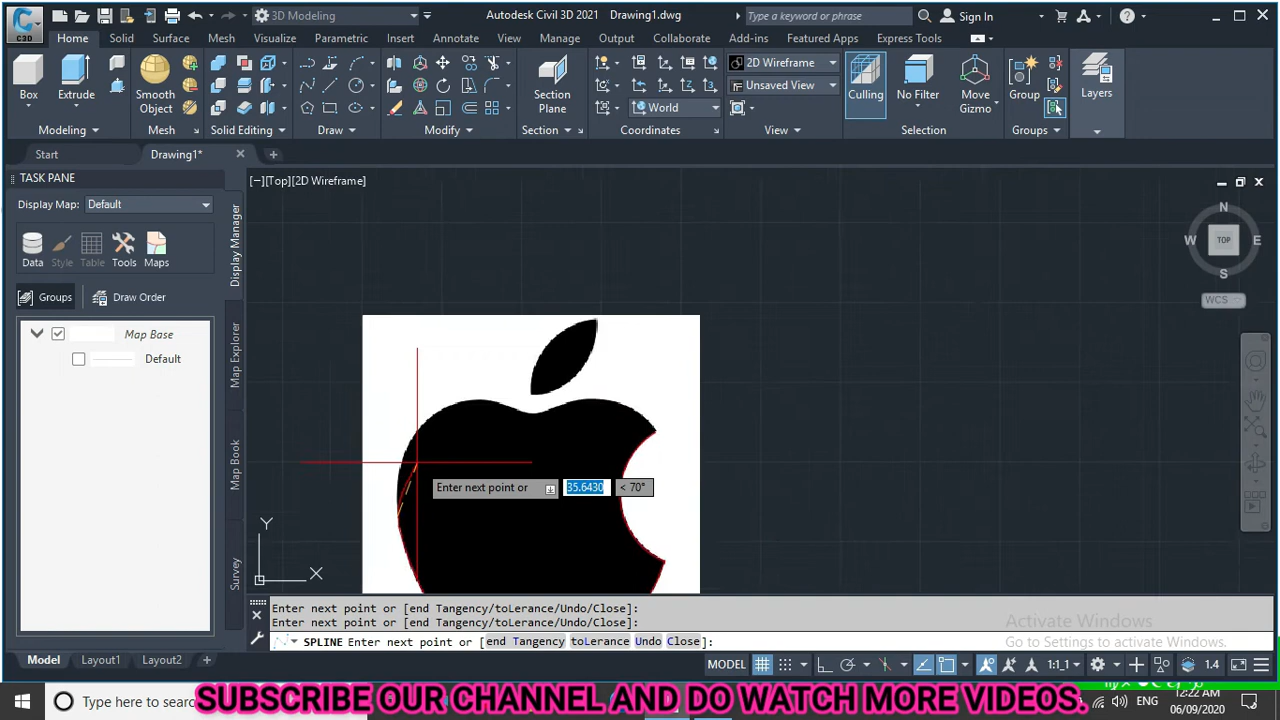 C3D
3D Modeling
Autodesk Civil 3D 2021 Drawing1.dwg
Type a keyword or phrase
Sign In
Home Solid Surface Mesh Visualize Parametric Insert Annotate View Manage Output Collaborate Add-ins Featured Apps Express Tools
Box
Extrude
Smooth Object
Section Plane
World
2D Wireframe
Unsaved View
Culling
No Filter
Move Gizmo
Group
Layers
Modeling
Mesh
Solid Editing
Draw
Modify
Section
Coordinates
View
Selection
Groups
Start
Drawing1*
TASK PANE
Display Map: Default
Data Style Table Tools Maps
Groups
Draw Order
Map Base
Default
Display Manager
Map Explorer
Map Book
Survey
[−][Top][2D Wireframe]
N
W
TOP
E
S
WCS
Enter next point or
35.6430
< 70°
Y
X
Enter next point or [end Tangency/toLerance/Undo/Close]:
Enter next point or [end Tangency/toLerance/Undo/Close]:
SPLINE Enter next point or [end Tangency toLerance Undo Close]:
Activate Windows
Go to Settings to activate Windows.
Model Layout1 Layout2
MODEL
1:1_1
1.4
Type here to
SUBSCRIBE OUR CHANNEL AND DO WATCH MORE VIDEOS.
12:22 AM
06/09/2020